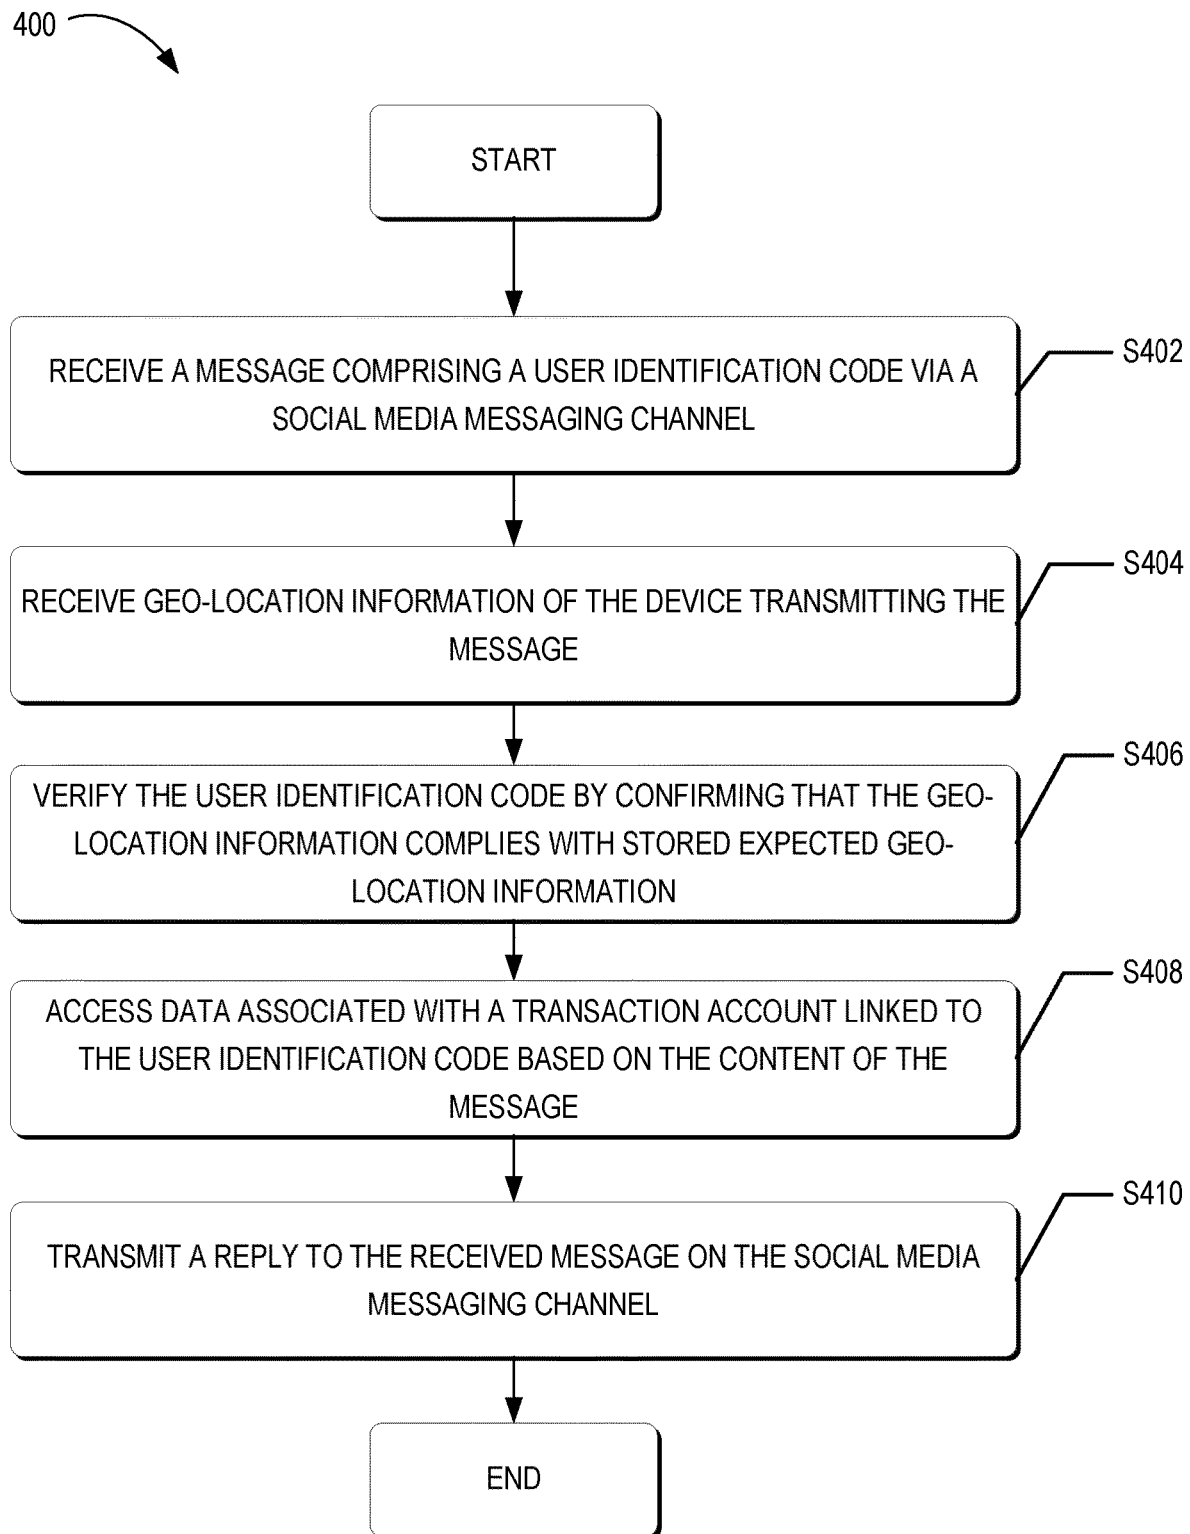 400
START
RECEIVE A MESSAGE COMPRISING A USER IDENTIFICATION CODE VIA A
SOCIAL MEDIA MESSAGING CHANNEL
S402
RECEIVE GEO-LOCATION INFORMATION OF THE DEVICE TRANSMITTING THE
MESSAGE
S404
VERIFY THE USER IDENTIFICATION CODE BY CONFIRMING THAT THE GEO-
LOCATION INFORMATION COMPLIES WITH STORED EXPECTED GEO-
LOCATION INFORMATION
S406
ACCESS DATA ASSOCIATED WITH A TRANSACTION ACCOUNT LINKED TO
THE USER IDENTIFICATION CODE BASED ON THE CONTENT OF THE
MESSAGE
S408
TRANSMIT A REPLY TO THE RECEIVED MESSAGE ON THE SOCIAL MEDIA
MESSAGING CHANNEL
S410
END